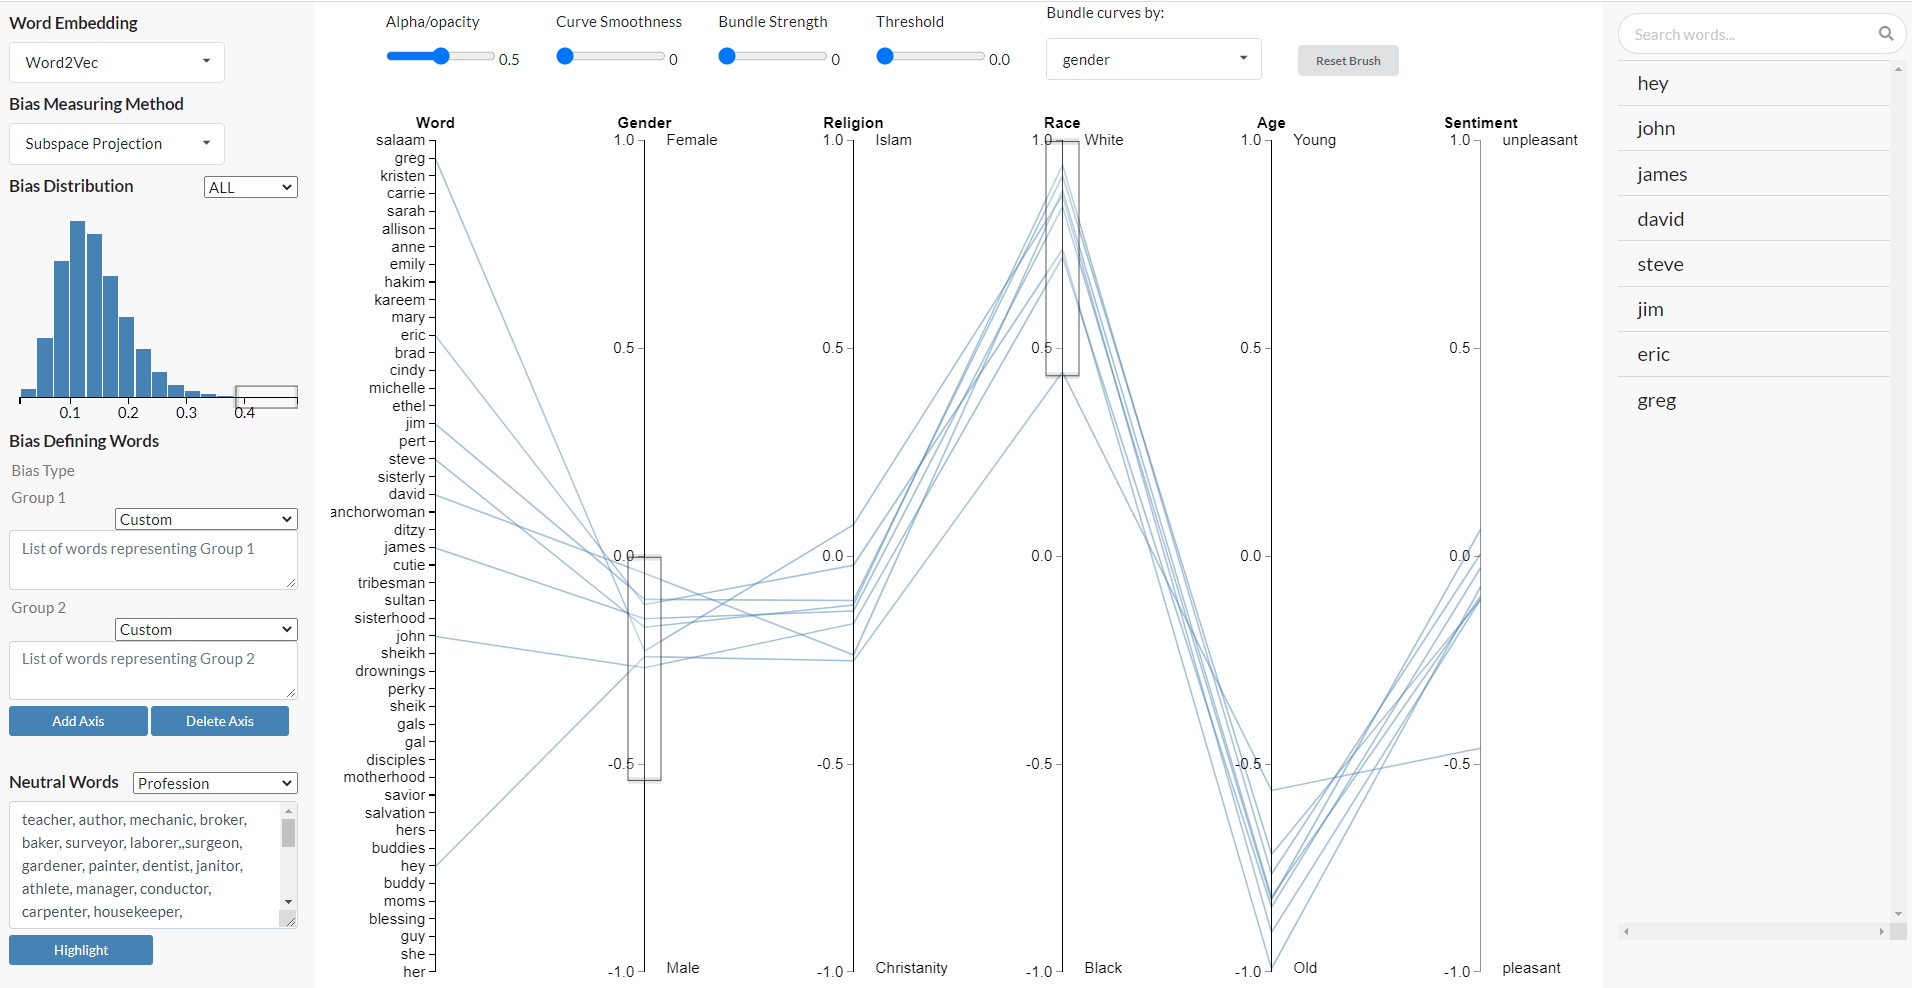 Word Embedding
Word2Vec
Bias Measuring Method
Subspace Projection
Bias Distribution
ALL
0.1 0.2 0.3 0.4
Bias Defining Words
Bias Type
Group 1
Custom
List of words representing Group 1
Group 2
Custom
List of words representing Group 2
Add Axis Delete Axis
Neutral Words Profession
teacher, author, mechanic, broker,
baker, surveyor, laborer,,surgeon,
gardener, painter, dentist, janitor,
athlete, manager, conductor,
carpenter, housekeeper,
Highlight
Alpha/opacity
0.5
Curve Smoothness
0
Bundle Strength
0
Threshold
0.0
Bundle curves by:
gender
Reset Brush
Word
salaam
greg
kristen
carrie
sarah
allison
anne
emily
hakim
kareem
mary
eric
brad
cindy
michelle
ethel
jim
pert
steve
sisterly
david
anchorwoman
ditzy
james
cutie
tribesman
sultan
sisterhood
john
sheikh
drownings
perky
sheik
gals
gal
disciples
motherhood
savior
salvation
hers
buddies
hey
buddy
moms
blessing
guy
she
her
Gender
1.0 Female
0.5
0.0
-0.5
-1.0 Male
Religion
1.0 Islam
0.5
0.0
-0.5
-1.0 Christanity
Race
1.0 White
0.5
0.0
-0.5
-1.0 Black
Age
1.0 Young
0.5
0.0
-0.5
-1.0 Old
Sentiment
1.0 unpleasant
0.5
0.0
-0.5
-1.0 pleasant
Search words...
hey
john
james
david
steve
jim
eric
greg